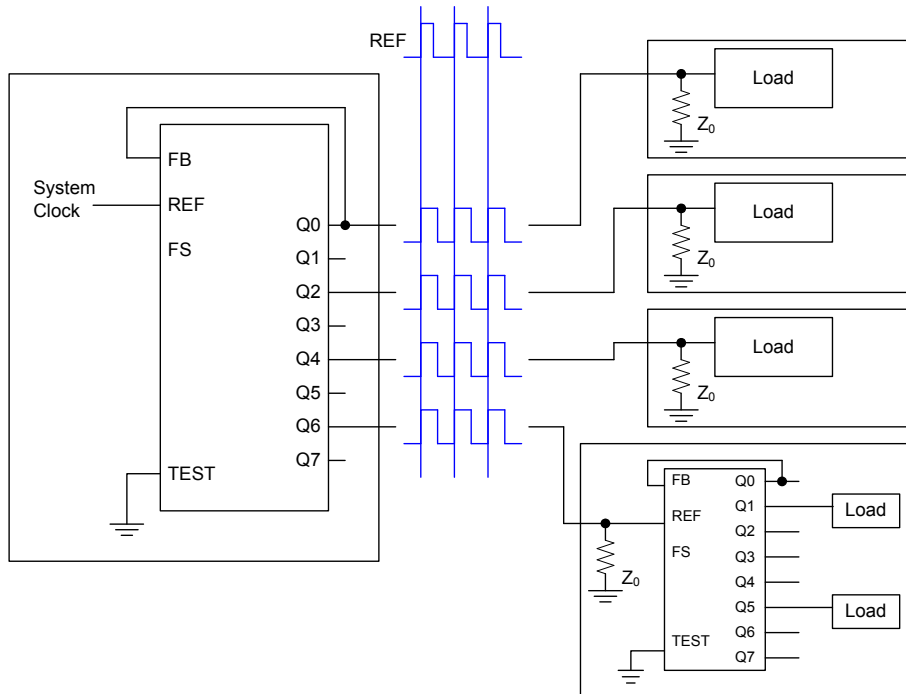 REF
FB
System
Clock
REF
FS
Q0
Q1
Q2
Q3
Q4
Q5
Q6
Q7
TEST
Load
Z0
Load
Z0
Load
Z0
Z0
FB
REF
FS
TEST
Q0
Q1
Q2
Q3
Q4
Q5
Q6
Q7
Load
Load